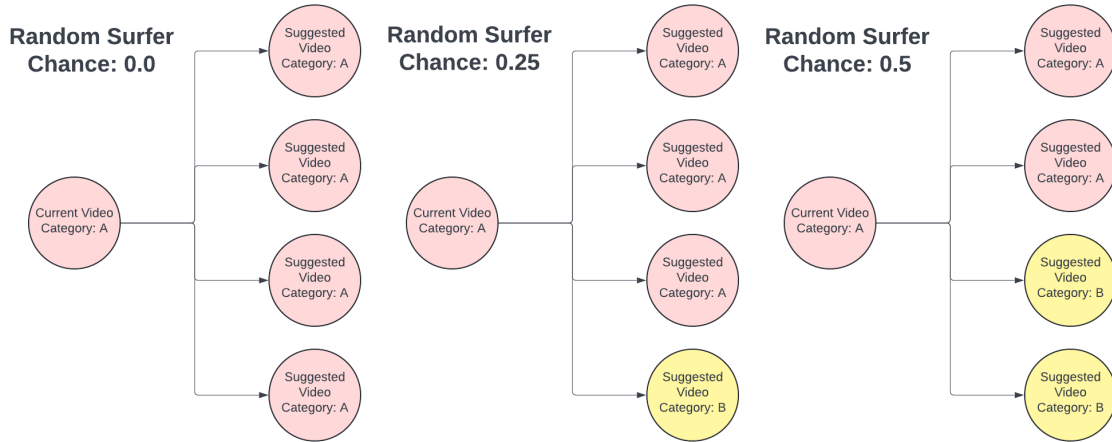 Random Surfer
Chance: 0.0
Suggested
Video
Category: A
Suggested
Video
Category: A
Current Video
Category: A
Suggested
Video
Category: A
Suggested
Video
Category: A
Random Surfer
Chance: 0.25
Suggested
Video
Category: A
Suggested
Video
Category: A
Current Video
Category: A
Suggested
Video
Category: A
Suggested
Video
Category: B
Random Surfer
Chance: 0.5
Suggested
Video
Category: A
Suggested
Video
Category: A
Current Video
Category: A
Suggested
Video
Category: B
Suggested
Video
Category: B